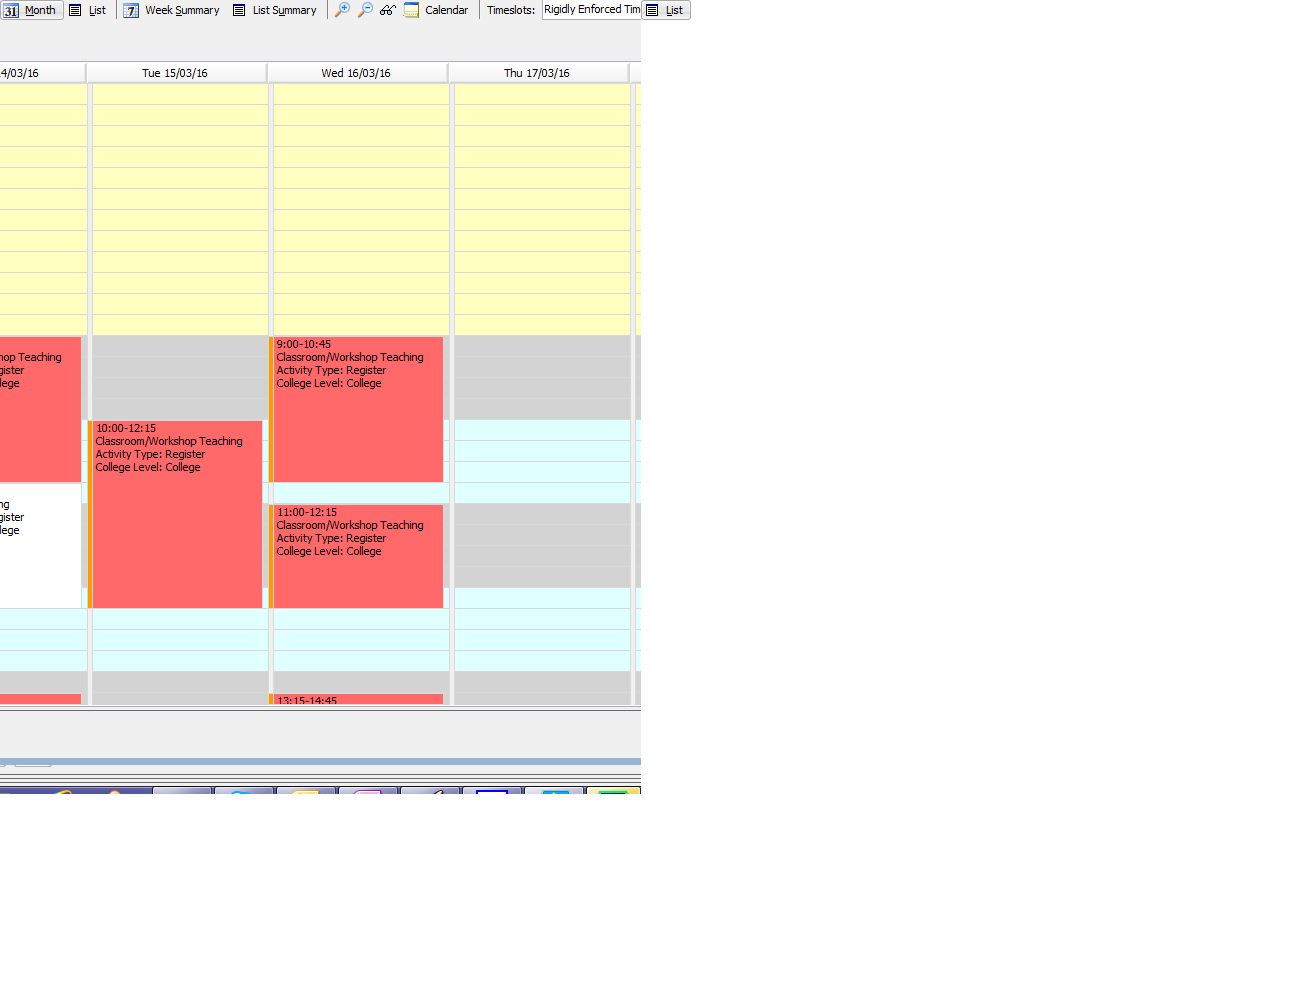 31 Month List 7 Week Summary List Summary Calendar Timeslots: Rigidly Enforced Tim List
4/03/16 Tue 15/03/16 Wed 16/03/16 Thu 17/03/16
hop Teaching
gister
lege
ng
gister
lege
10:00-12:15
Classroom/Workshop Teaching
Activity Type: Register
College Level: College
9:00-10:45
Classroom/Workshop Teaching
Activity Type: Register
College Level: College
11:00-12:15
Classroom/Workshop Teaching
Activity Type: Register
College Level: College
13:15-14:45